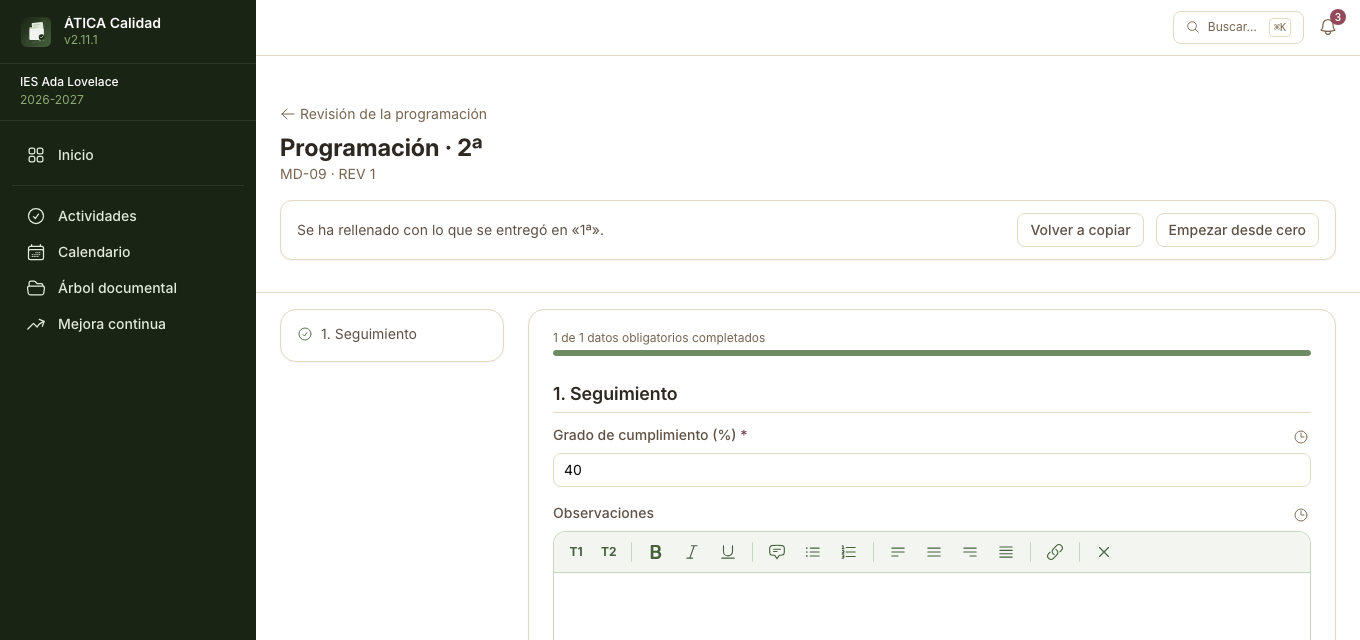 ÁTICA Calidad
v2.11.1
IES Ada Lovelace
2026-2027
Inicio
Actividades
Calendario
Árbol documental
Mejora continua
Buscar...
⌘K
3
← Revisión de la programación
Programación · 2ª
MD-09 · REV 1
Se ha rellenado con lo que se entregó en «1ª».
Volver a copiar
Empezar desde cero
1. Seguimiento
1 de 1 datos obligatorios completados
1. Seguimiento
Grado de cumplimiento (%) *
40
Observaciones
T1 T2 B I U